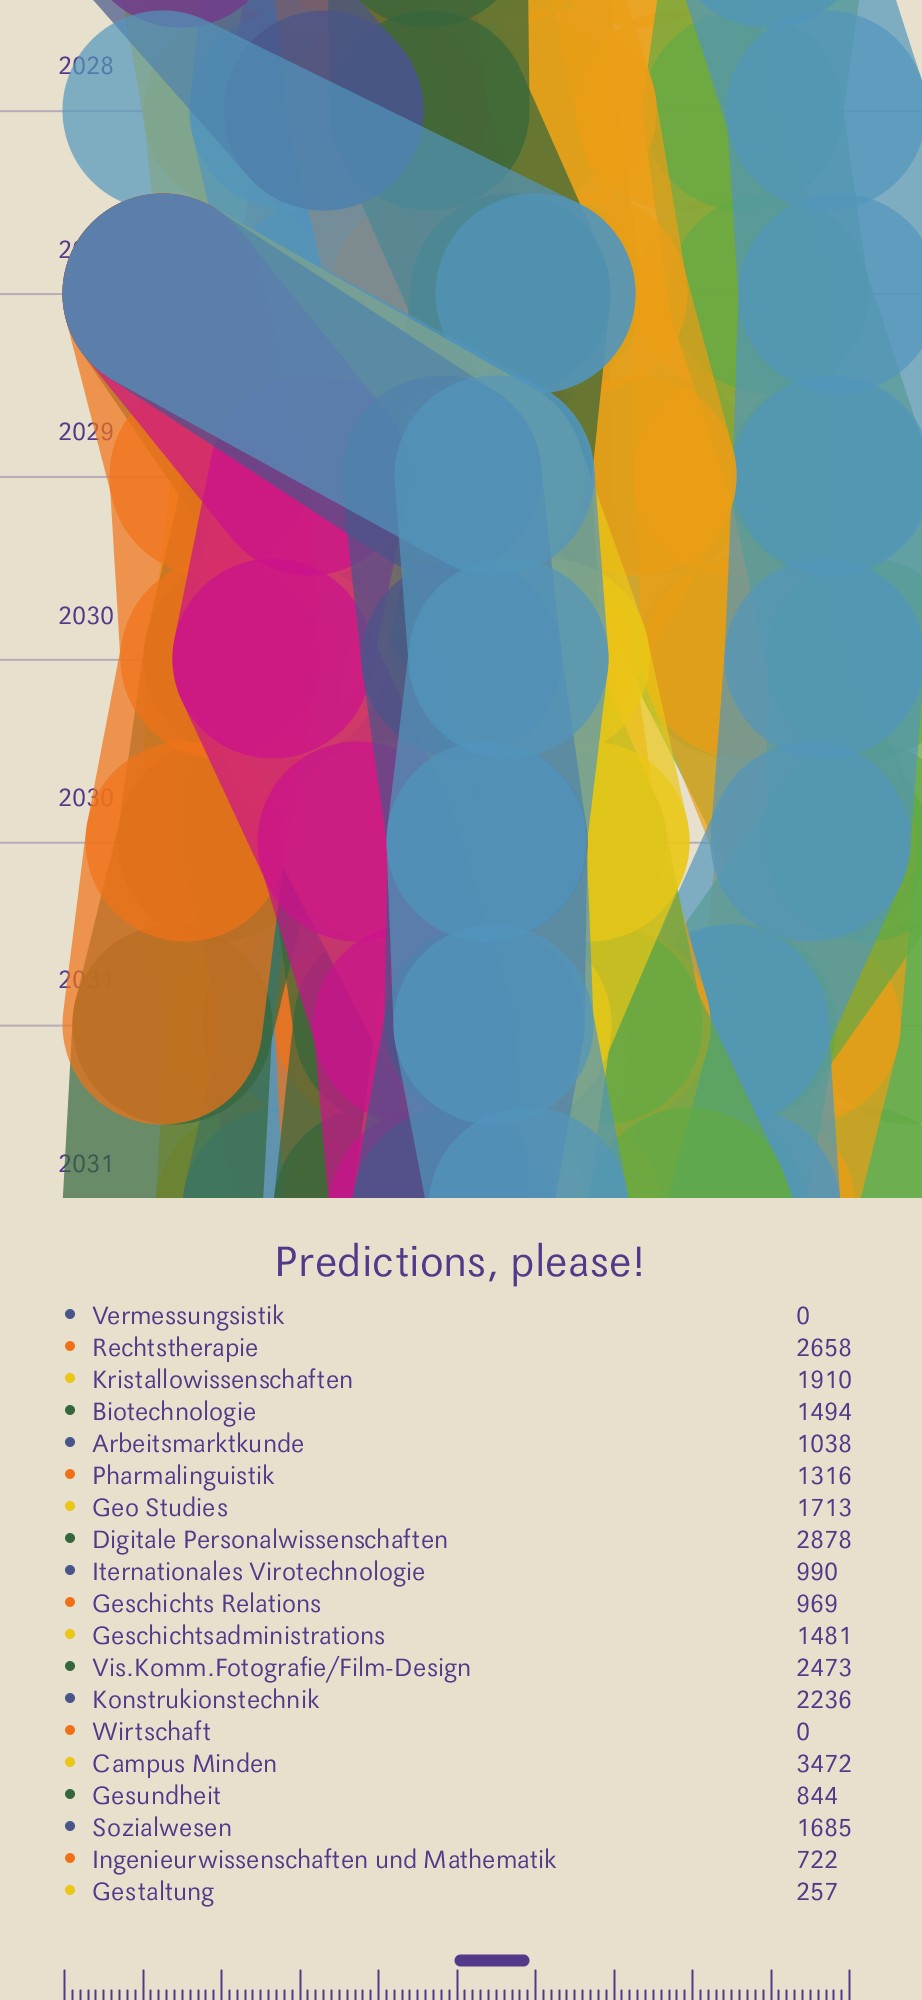 2028
20
2029
2030
2030
2031
2031
Predictions, please!
Vermessungsistik 0
Rechtstherapie 2658
Kristallowissenschaften 1910
Biotechnologie 1494
Arbeitsmarktkunde 1038
Pharmalinguistik 1316
Geo Studies 1713
Digitale Personalwissenschaften 2878
Iternationales Virotechnologie 990
Geschichts Relations 969
Geschichtsadministrations 1481
Vis.Komm.Fotografie/Film-Design 2473
Konstrukionstechnik 2236
Wirtschaft 0
Campus Minden 3472
Gesundheit 844
Sozialwesen 1685
Ingenieurwissenschaften und Mathematik 722
Gestaltung 257